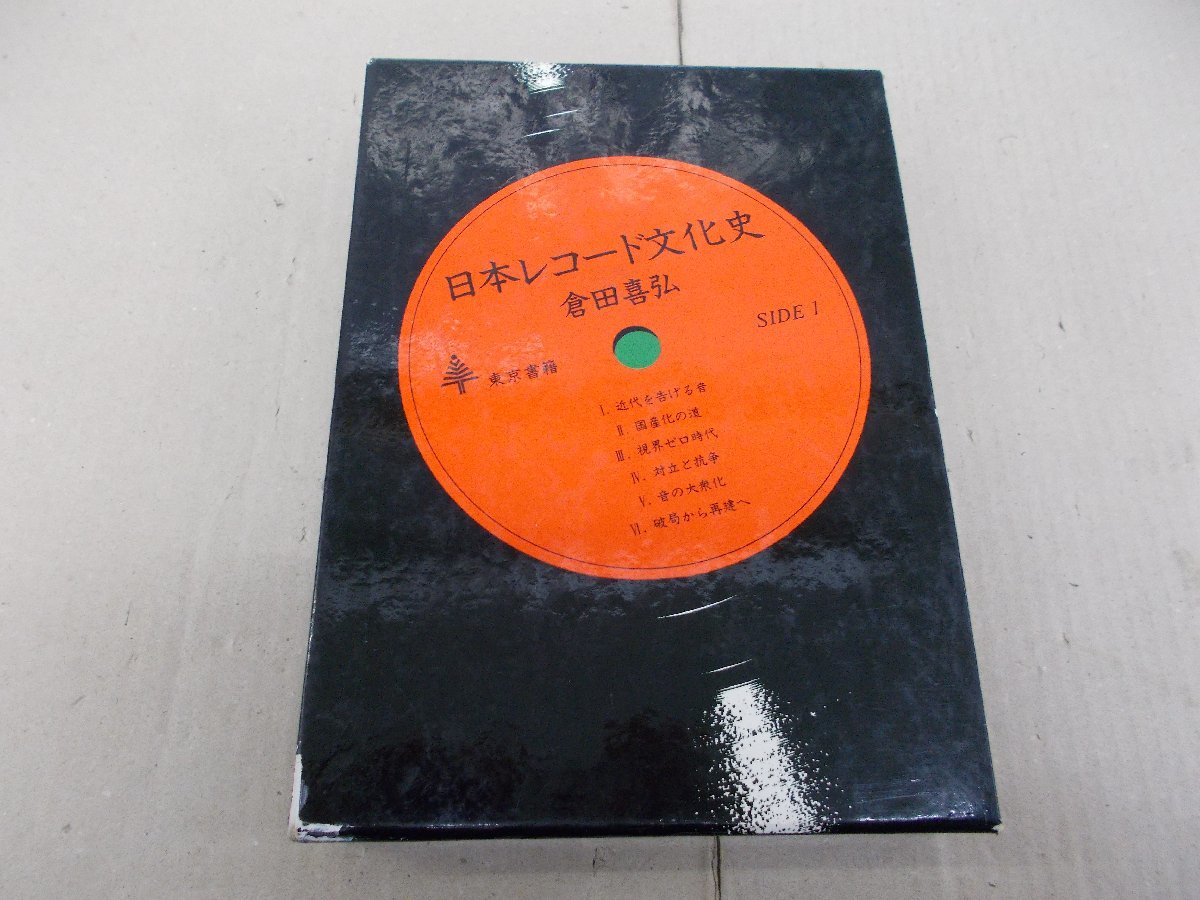 日本レコード文化史
倉田喜弘
SIDE 1
東京書籍
Ⅰ. 近代を告げる音
Ⅱ. 国産化の道
Ⅲ. 視界ゼロ時代
Ⅳ. 対立と抗争
Ⅴ. 音の大衆化
Ⅵ. 破局から再建へ